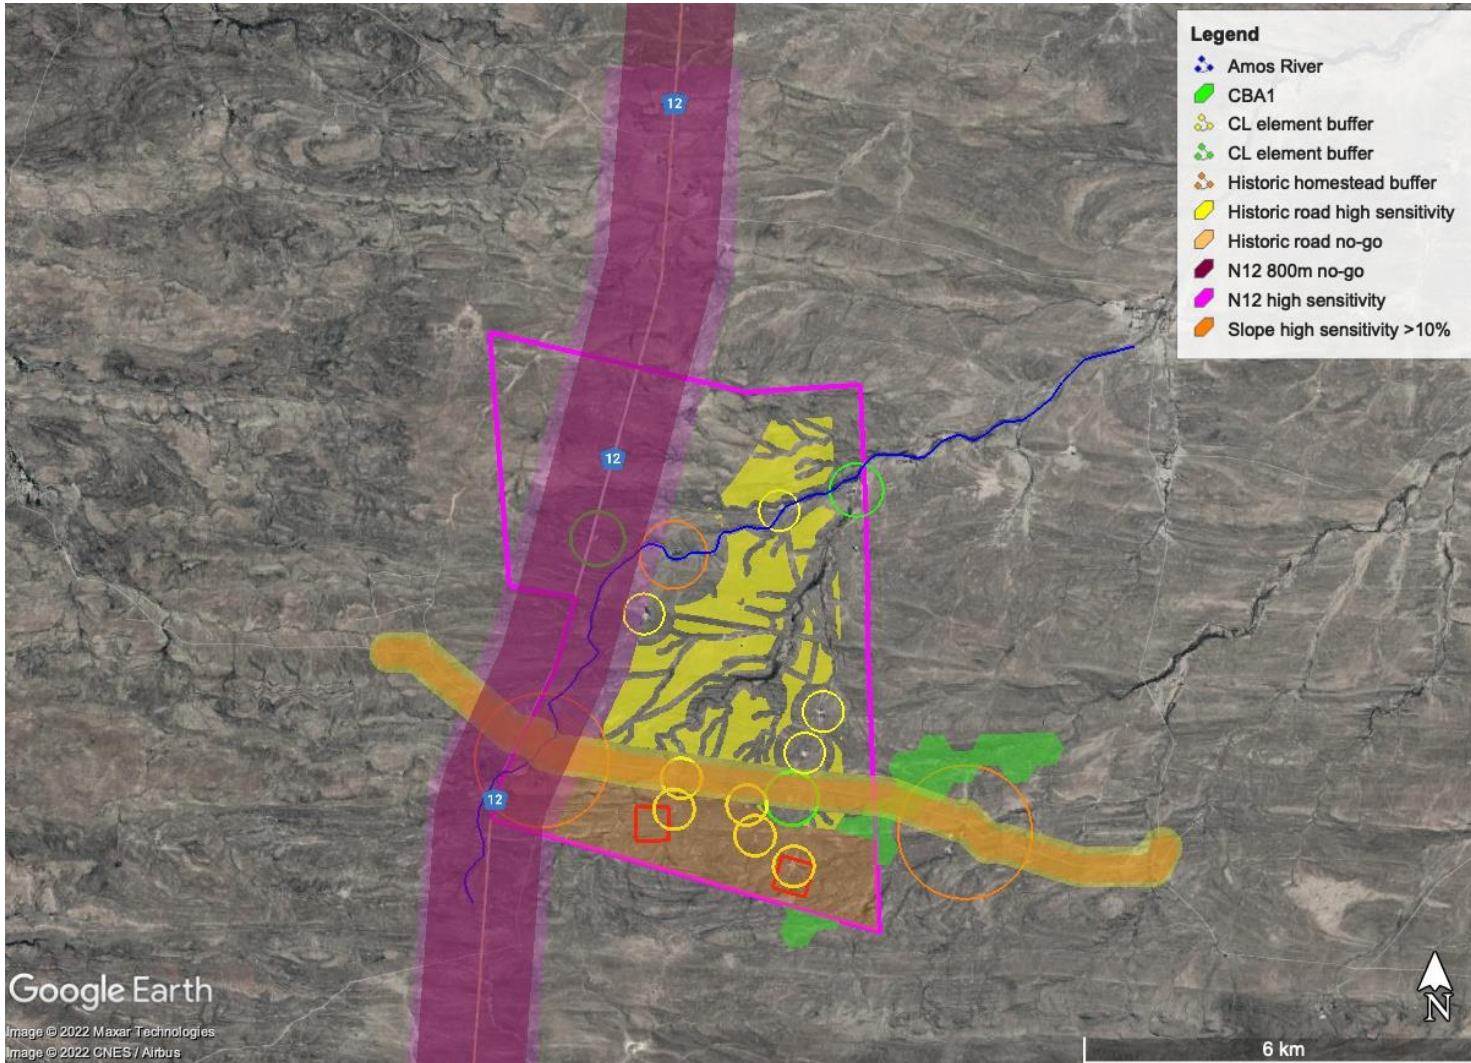 Legend
Amos River
CBA1
CL element buffer
CL element buffer
Historic homestead buffer
Historic road high sensitivity
Historic road no-go
N12 800m no-go
N12 high sensitivity
Slope high sensitivity >10%
12
12
12
Google Earth
Image © 2022 Maxar Technologies
Image © 2022 CNES / Airbus
N
6 km